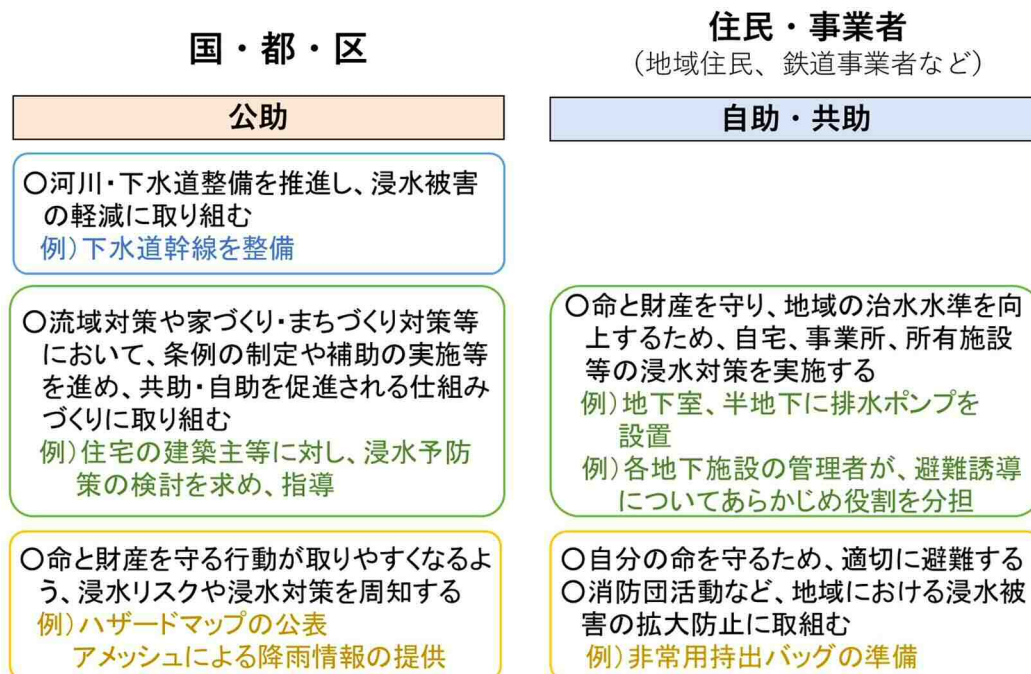 国・都・区
公助
○河川・下水道整備を推進し、浸水被害
の軽減に取り組む
例)下水道幹線を整備
○流域対策や家づくり・まちづくり対策等
において、条例の制定や補助の実施等
を進め、共助・自助を促進される仕組み
づくりに取り組む
例)住宅の建築主等に対し、浸水予防
策の検討を求め、指導
○命と財産を守る行動が取りやすくなるよ
う、浸水リスクや浸水対策を周知する
例)ハザードマップの公表
アメッシュによる降雨情報の提供
住民・事業者
(地域住民、鉄道事業者など)
自助・共助
○命と財産を守り、地域の治水水準を向
上するため、自宅、事業所、所有施設
等の浸水対策を実施する
例)地下室、半地下に排水ポンプを
設置
例)各地下施設の管理者が、避難誘導
についてあらかじめ役割を分担
○自分の命を守るため、適切に避難する
○消防団活動など、地域における浸水被
害の拡大防止に取組む
例)非常用持出バッグの準備